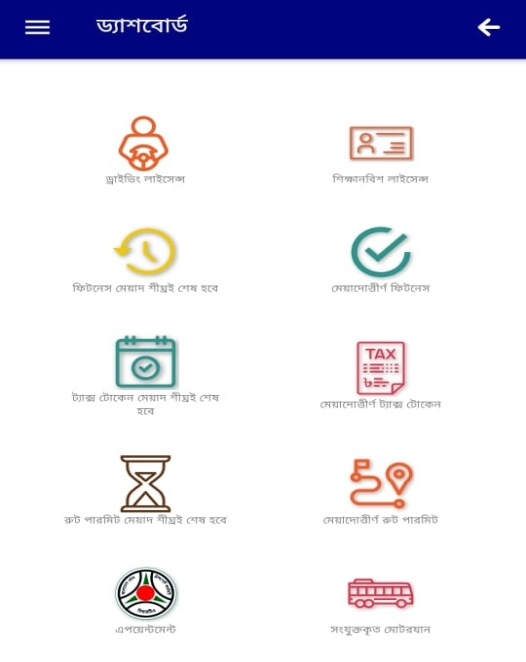 ড্যাশবোর্ড
ড্রাইভিং লাইসেন্স
শিক্ষানবিশ লাইসেন্স
ফিটনেস মেয়াদ শীঘ্রই শেষ হবে
মেয়াদোত্তীর্ণ ফিটনেস
TAX
৳
ট্যাক্স টোকেন মেয়াদ শীঘ্রই শেষ
হবে
মেয়াদোত্তীর্ণ ট্যাক্স টোকেন
রুট পারমিট মেয়াদ শীঘ্রই শেষ হবে
মেয়াদোত্তীর্ণ রুট পারমিট
এপয়েন্টমেন্ট
সংযুক্তকৃত মোটরযান